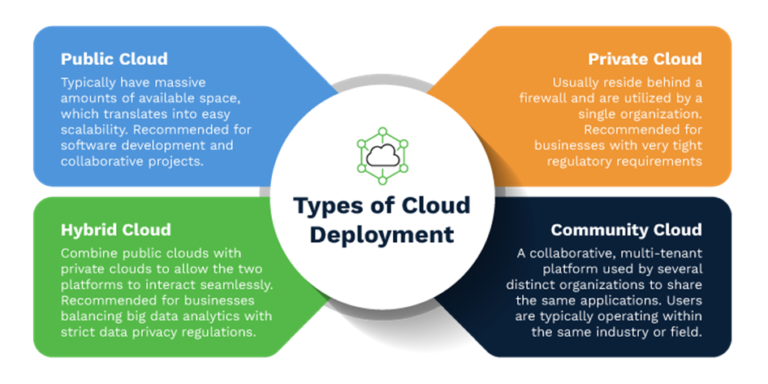 Public Cloud
Typically have massive
amounts of available space,
which translates into easy
scalability. Recommended for
software development and
collaborative projects.
Private Cloud
Usually reside behind a
firewall and are utilized by a
single organization.
Recommended for
businesses with very tight
regulatory requirements
Types of Cloud
Deployment
Hybrid Cloud
Combine public clouds with
private clouds to allow the two
platforms to interact seamlessly.
Recommended for businesses
balancing big data analytics with
strict data privacy regulations.
Community Cloud
A collaborative, multi-tenant
platform used by several
distinct organizations to share
the same applications. Users
are typically operating within
the same industry or field.